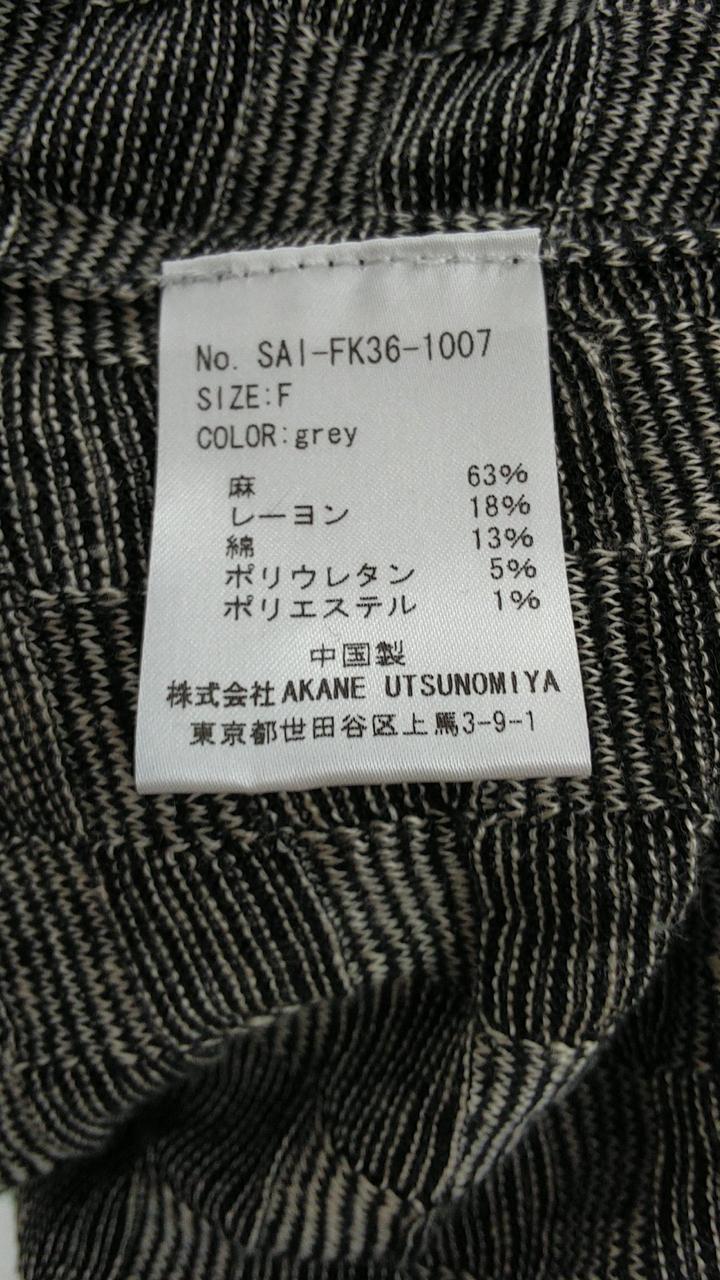 No. SAI-FK36-1007
SIZE:F
COLOR:grey
麻 63%
レーヨン 18%
綿 13%
ポリウレタン 5%
ポリエステル 1%
中国製
株式会社AKANE UTSUNOMIYA
東京都世田谷区上馬3-9-1